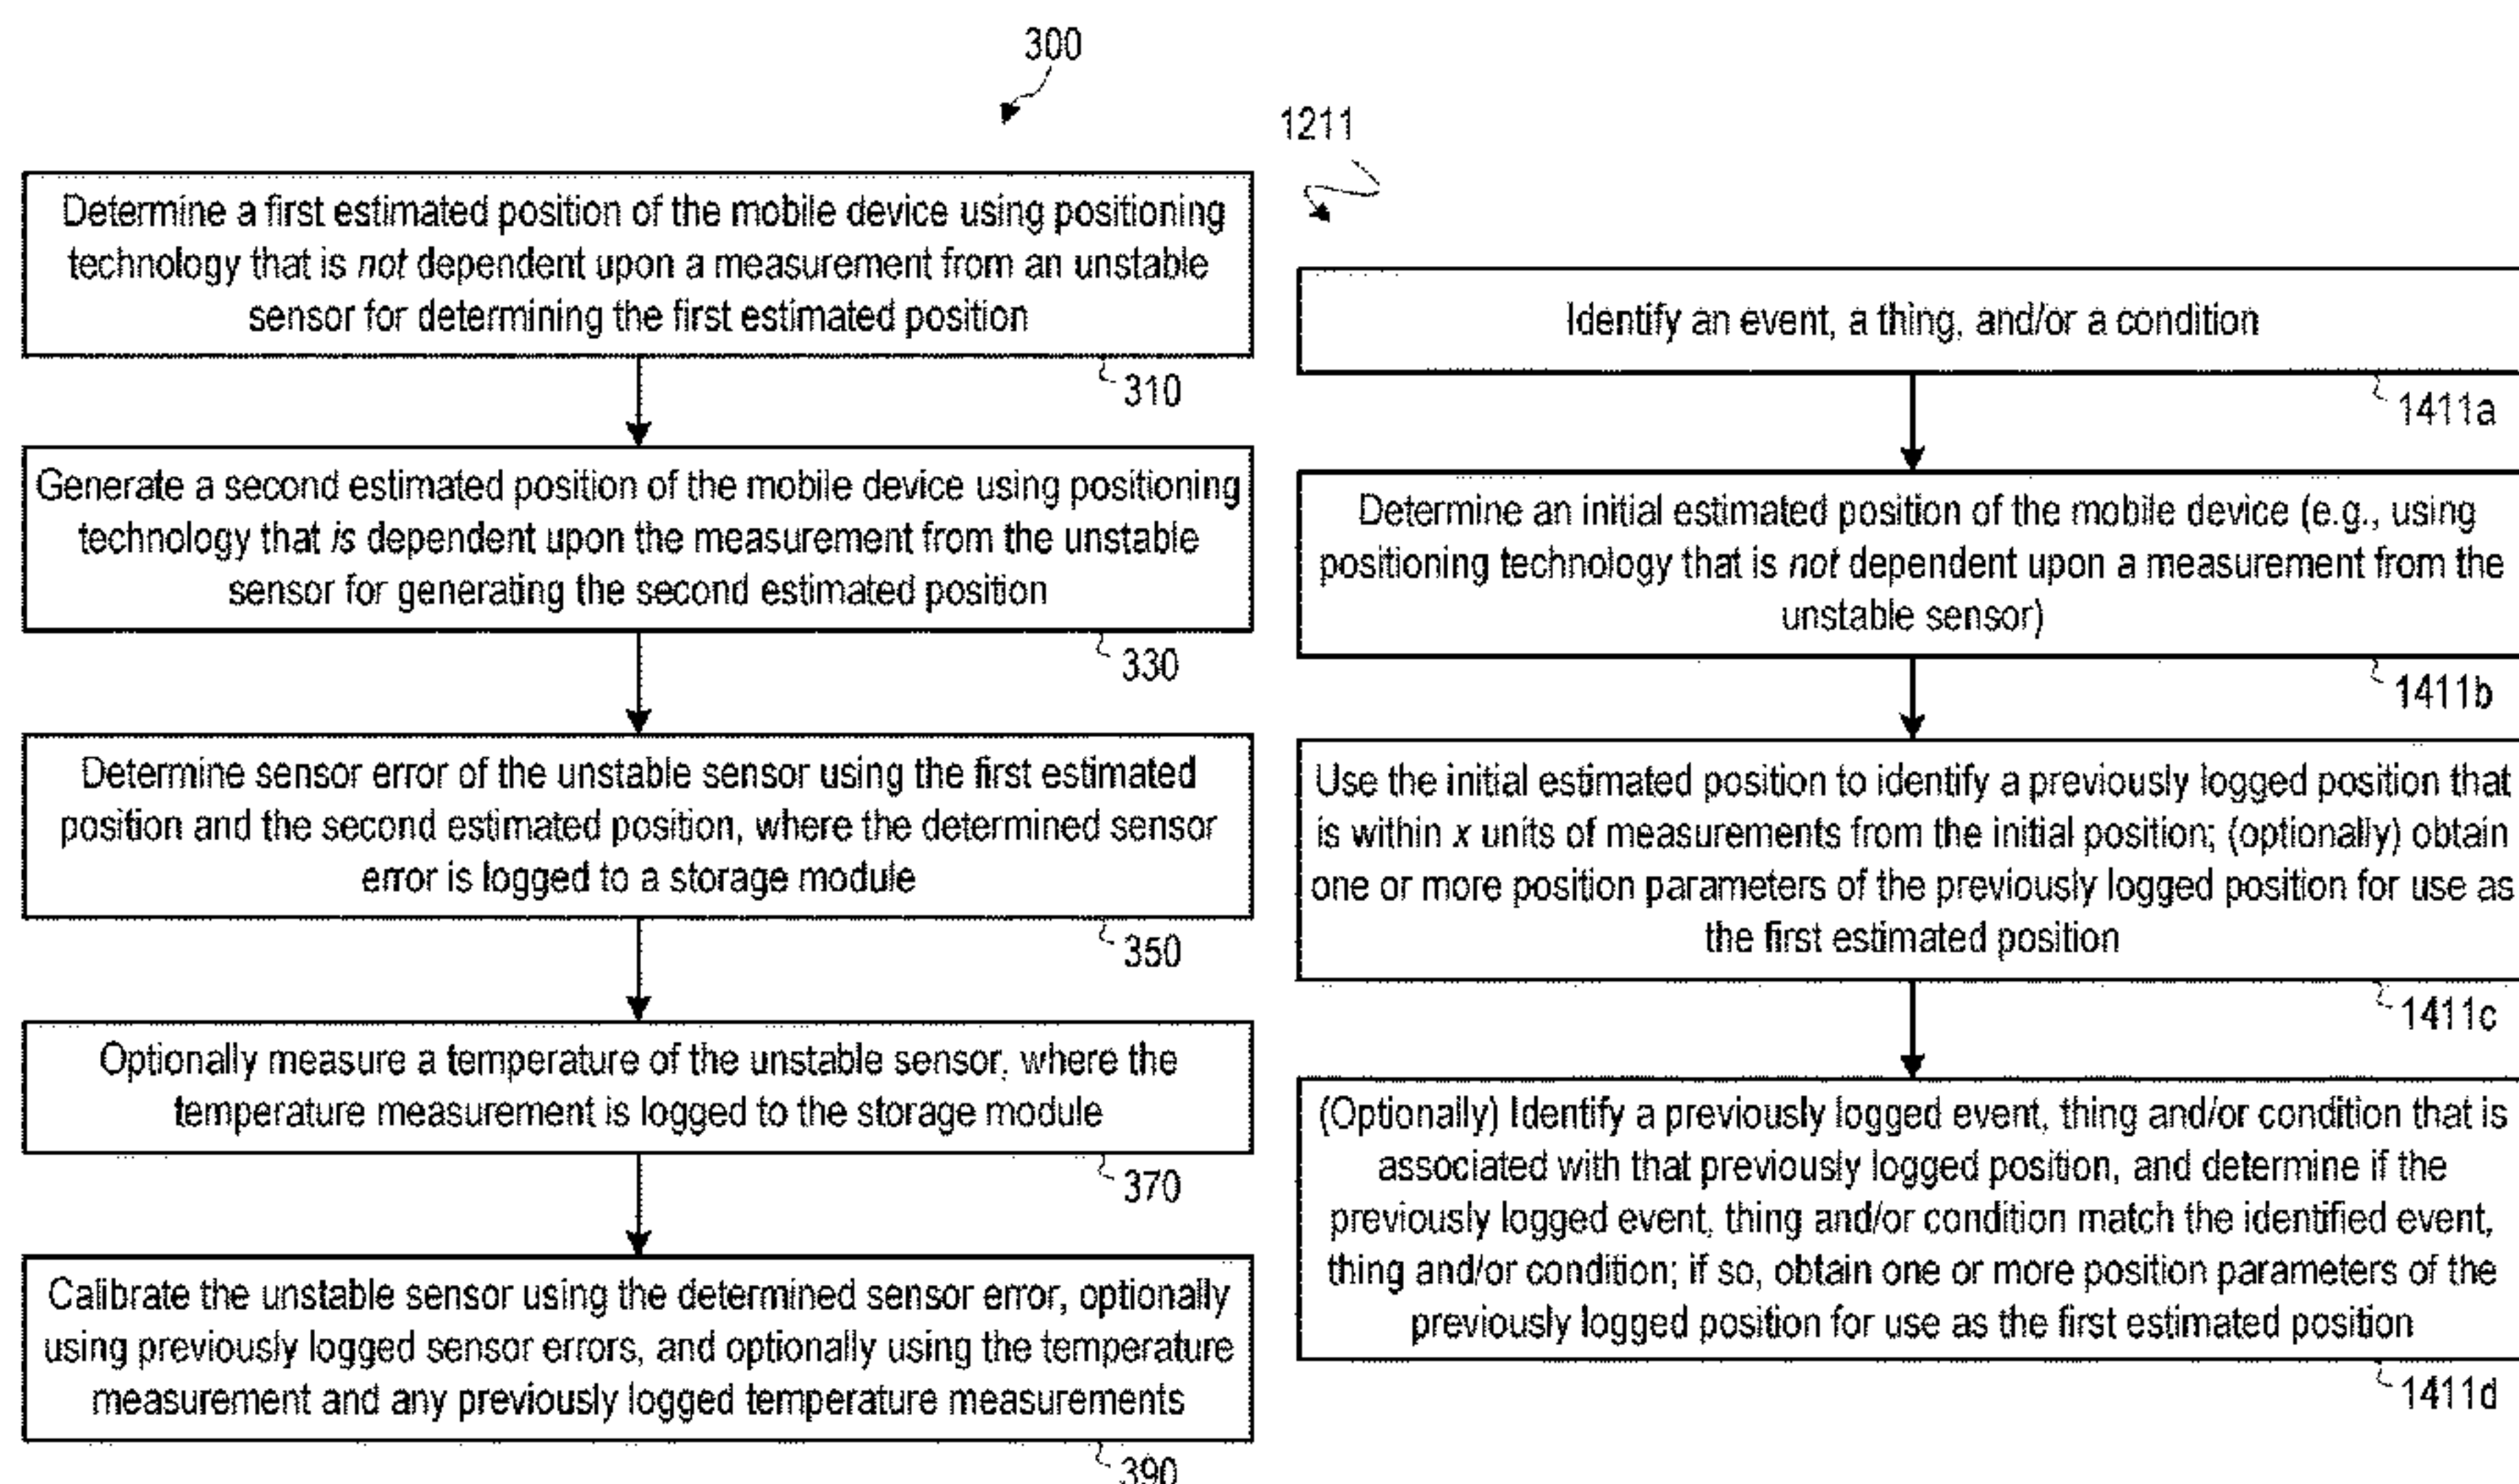 300
Determine a first estimated position of the mobile device using positioning
technology that is not dependent upon a measurement from an unstable
sensor for determining the first estimated position
310
Generate a second estimated position of the mobile device using positioning
technology that is dependent upon the measurement from the unstable
sensor for generating the second estimated position
330
Determine sensor error of the unstable sensor using the first estimated
position and the second estimated position, where the determined sensor
error is logged to a storage module
350
Optionally measure a temperature of the unstable sensor, where the
temperature measurement is logged to the storage module
370
Calibrate the unstable sensor using the determined sensor error, optionally
using previously logged sensor errors, and optionally using the temperature
measurement and any previously logged temperature measurements
390
1211
Identify an event, a thing, and/or a condition
1411a
Determine an initial estimated position of the mobile device (e.g., using
positioning technology that is not dependent upon a measurement from the
unstable sensor)
1411b
Use the initial estimated position to identify a previously logged position that
is within x units of measurements from the initial position; (optionally) obtain
one or more position parameters of the previously logged position for use as
the first estimated position
1411c
(Optionally) Identify a previously logged event, thing and/or condition that is
associated with that previously logged position, and determine if the
previously logged event, thing and/or condition match the identified event,
thing and/or condition; if so, obtain one or more position parameters of the
previously logged position for use as the first estimated position
1411d